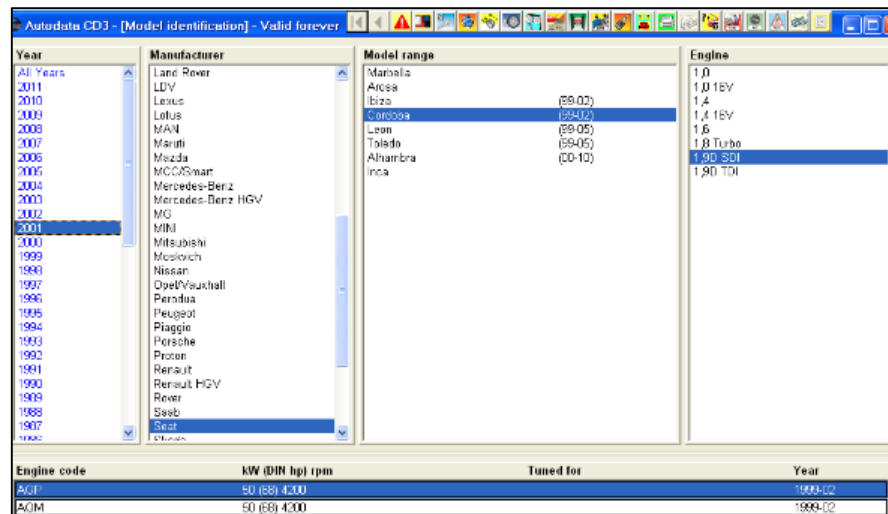 Autodata CD3 - [Model identification] - Valid forever
Year
All Years
2011
2010
2009
2008
2007
2006
2005
2004
2003
2002
2001
2000
1999
1998
1997
1996
1995
1994
1993
1992
1991
1990
1989
1988
1987
Manufacturer
Land Rover
LDV
Lexus
Lotus
MAN
Maruti
Mazda
MCC/Smart
Mercedes-Benz
Mercedes-Benz HGV
MG
MINI
Mitsubishi
Moskvich
Nissan
Opel/Vauxhall
Perodua
Peugeot
Piaggio
Porsche
Proton
Renault
Renault HGV
Rover
Saab
Seat
Model range
Marbella
Arosa
Ibiza (99-02)
Cordoba (99-02)
Leon (99-05)
Toledo (99-05)
Alhambra (00-10)
Inca
Engine
1,0
1,0 16V
1,4
1,4 16V
1,6
1,8 Turbo
1,9D SDI
1,9D TDI
Engine code kW (DIN hp) rpm Tuned for Year
AGP 50 (68) 4200 1999-02
AQM 50 (68) 4200 1999-02